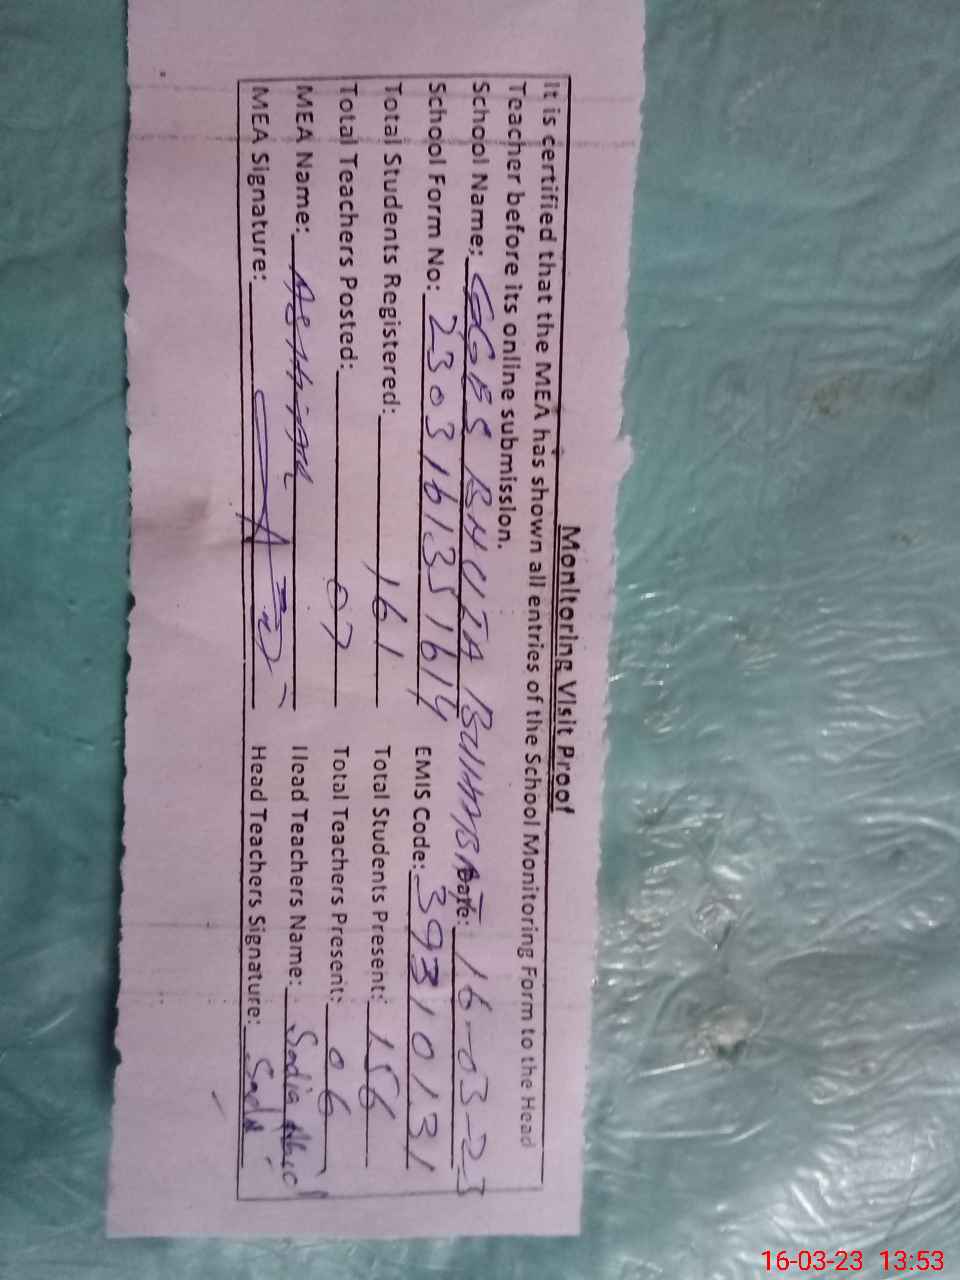 Monitoring Visit Proof
It is certified that the MEA has shown all entries of the School Monitoring Form to the Head
Teacher before its online submission.
School Name: GGES BHUTA Date: 16-03-23
School Form No: 2303161351614 EMIS Code: 39310131
Total Students Registered: 161 Total Students Present: 156
Total Teachers Posted: 07 Total Teachers Present: 06
MEA Name: Head Teachers Name: Sadia
MEA Signature: Head Teachers Signature: Sadia
16-03-23 13:53